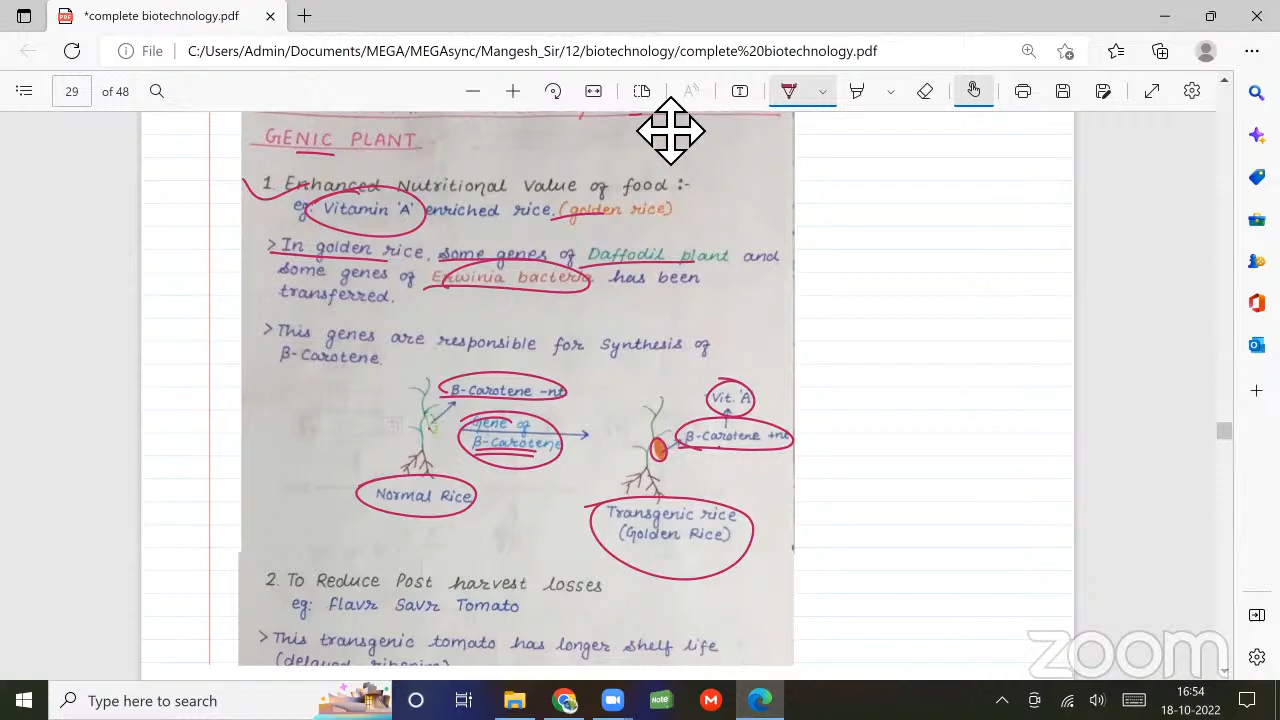 *complete biotechnology.pdf
File
C:/Users/Admin/Documents/MEGA/MEGAsync/Mangesh_Sir/12/biotechnology/complete%20biotechnology.pdf
29 of 48
GENIC PLANT
1. Enhanced Nutritional Value of food :-
eg: Vitamin 'A' enriched rice. (golden rice)
> In golden rice, some genes of Daffodil plant and
some genes of Erwinia bacteria has been
transferred.
> This genes are responsible for synthesis of
β-Carotene.
β-Carotene -nt
Gene of
β-Carotene
Normal Rice
Vit. 'A'
β-Carotene +nt
Transgenic rice
(Golden Rice)
2. To Reduce Post harvest losses
eg: flavr Savr Tomato
> This transgenic tomato has longer shelf life
(delayed ripening)
zoom
Type here to search
Note
16:54
18-10-2022